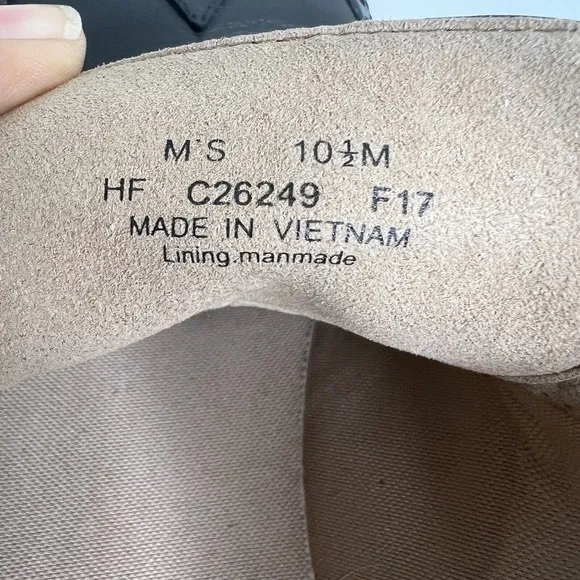 M'S 10½M
HF C26249 F17
MADE IN VIETNAM
Lining.manmade